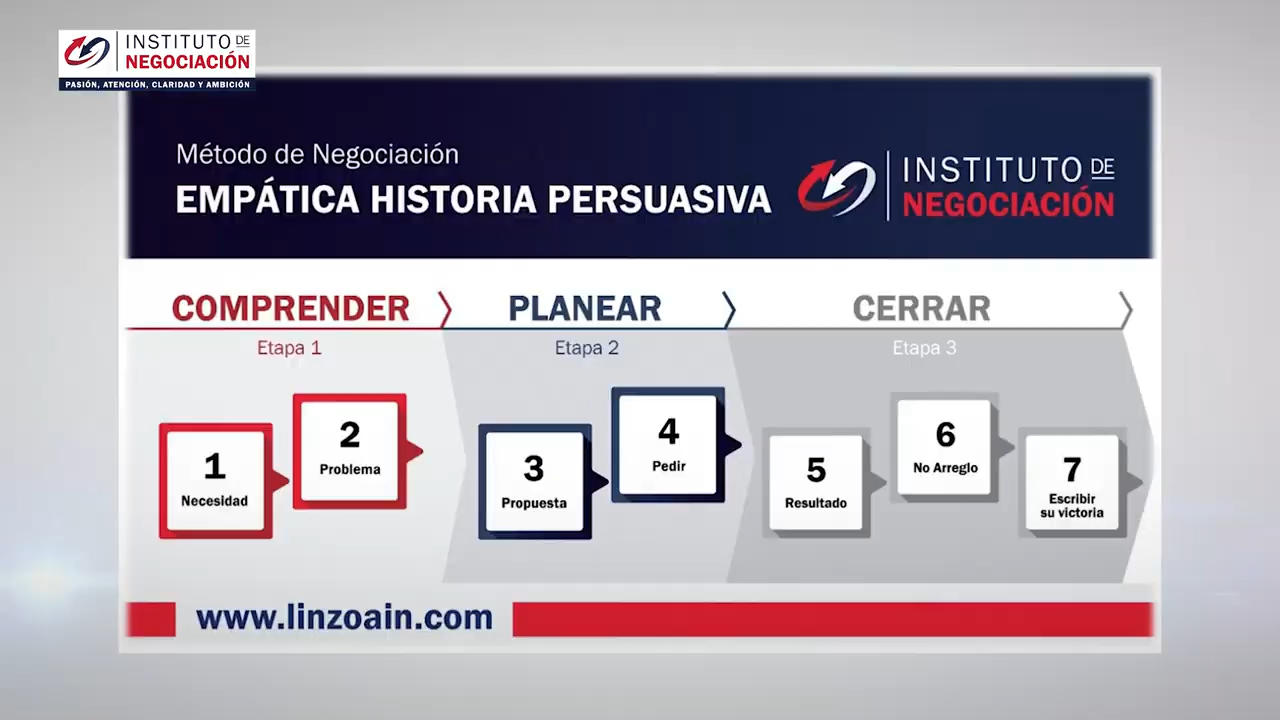 INSTITUTO DE
NEGOCIACIÓN
PASIÓN, ATENCIÓN, CLARIDAD Y AMBICIÓN
Método de Negociación
EMPÁTICA HISTORIA PERSUASIVA
INSTITUTO DE
NEGOCIACIÓN
COMPRENDER
Etapa 1
PLANEAR
Etapa 2
CERRAR
Etapa 3
1
Necesidad
2
Problema
3
Propuesta
4
Pedir
5
Resultado
6
No Arreglo
7
Escribir
su victoria
www.linzoain.com